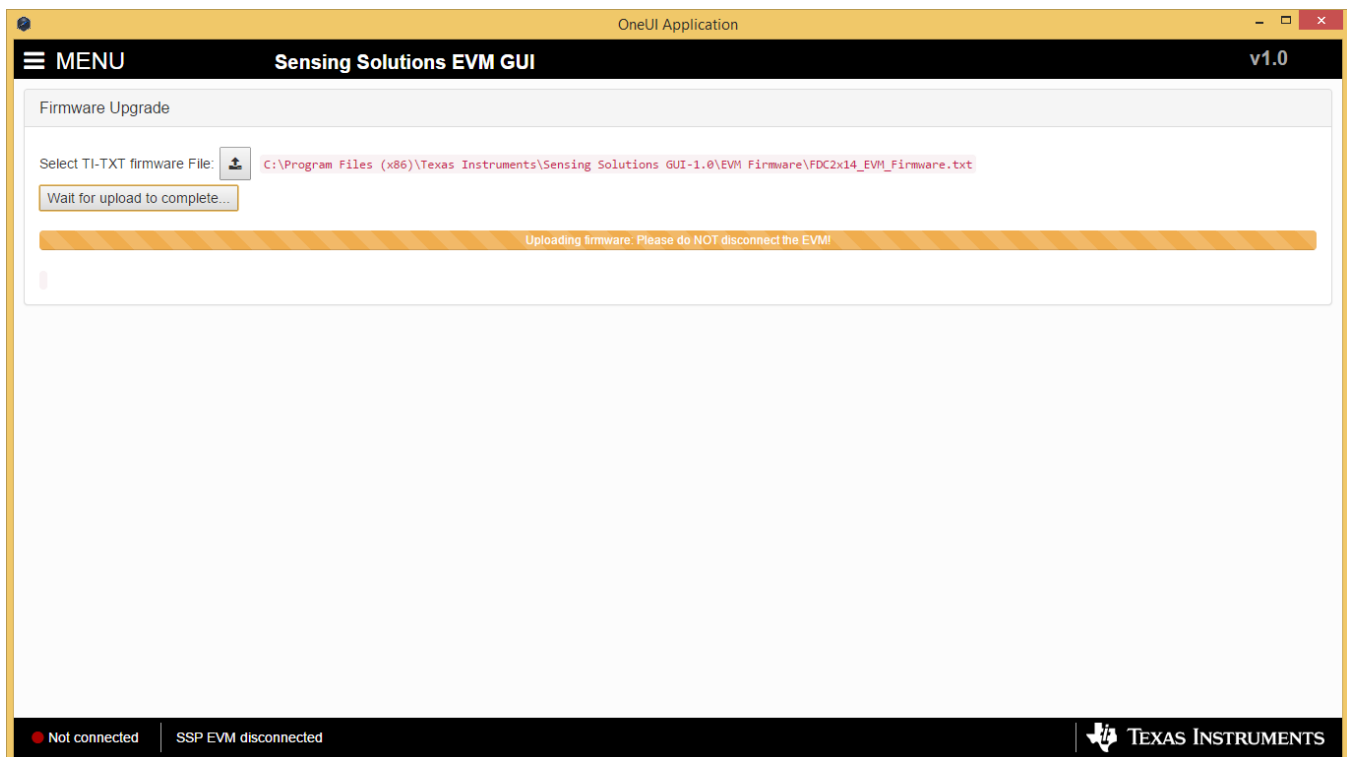 OneUI Application
MENU
Sensing Solutions EVM GUI
v1.0
Firmware Upgrade
Select TI-TXT firmware File:
C:\Program Files (x86)\Texas Instruments\Sensing Solutions GUI-1.0\EVM Firmware\FDC2x14_EVM_Firmware.txt
Wait for upload to complete...
Uploading firmware: Please do NOT disconnect the EVM!
Not connected
SSP EVM disconnected
TEXAS INSTRUMENTS